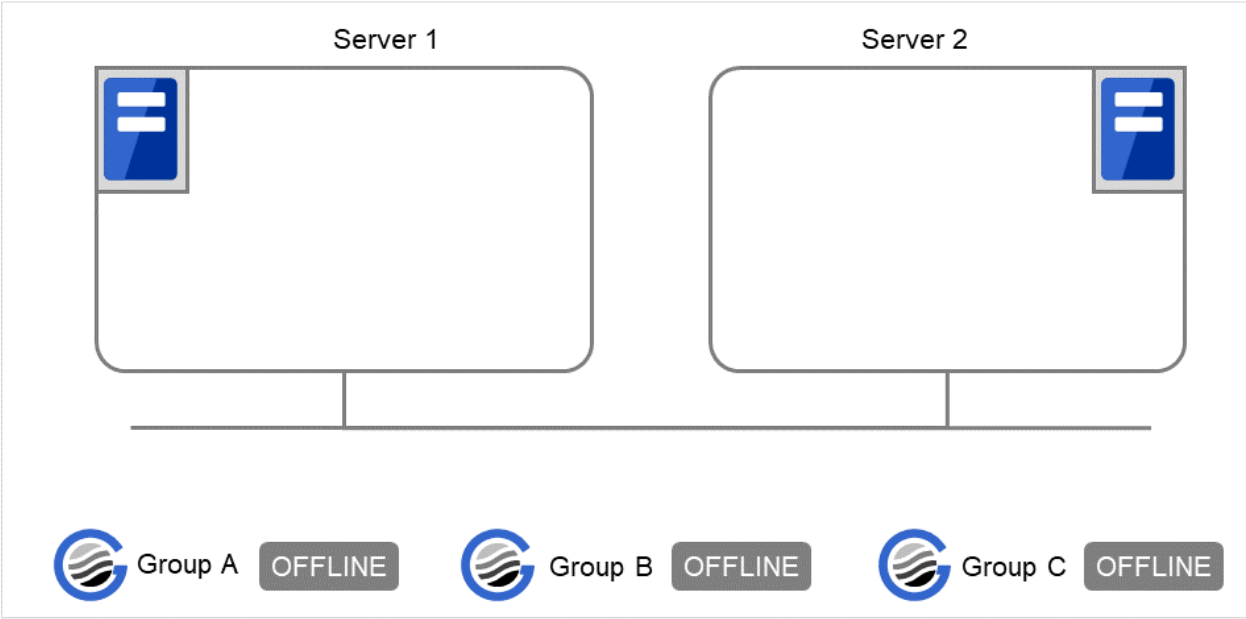 Server 1
Server 2
Group A
OFFLINE
Group B
OFFLINE
Group C
OFFLINE